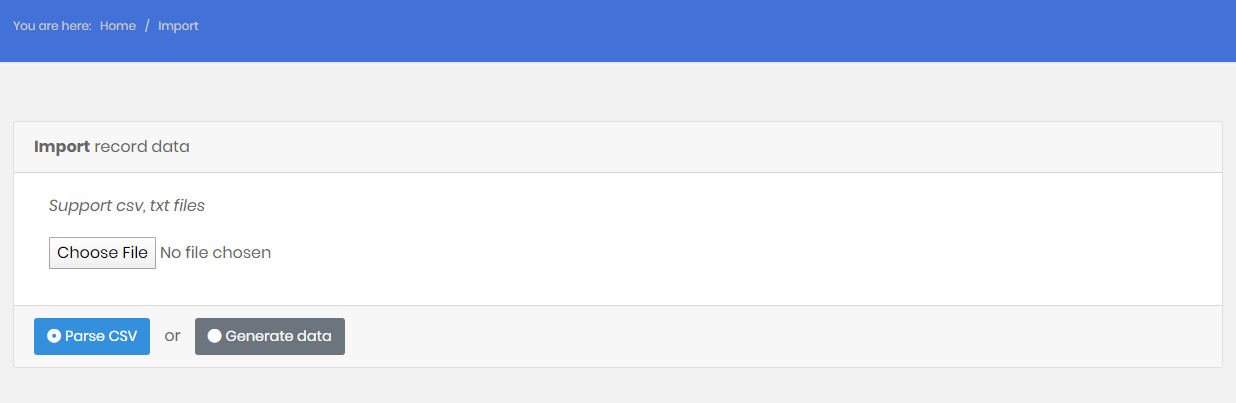 You are here: Home / Import
Import record data
Support csv, txt files
Choose File No file chosen
Parse CSV or Generate data